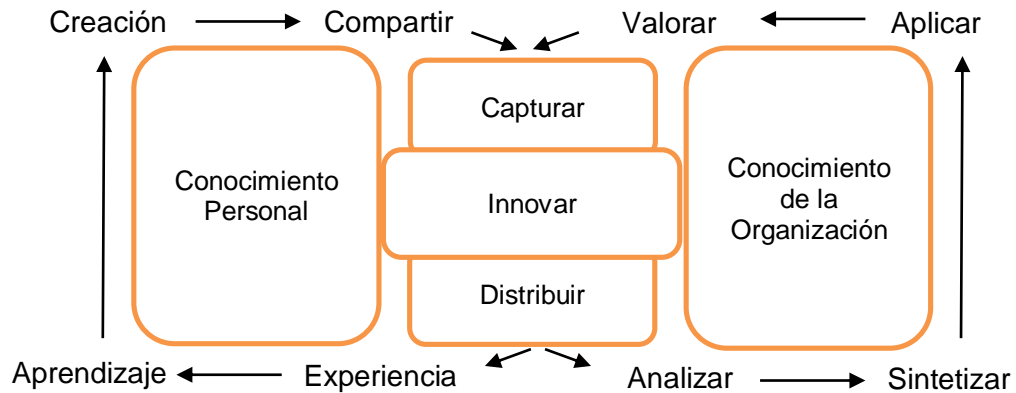 Creación
Compartir
Valorar
Aplicar
Capturar
Conocimiento
Personal
Innovar
Conocimiento
de la
Organización
Distribuir
Aprendizaje
Experiencia
Analizar
Sintetizar